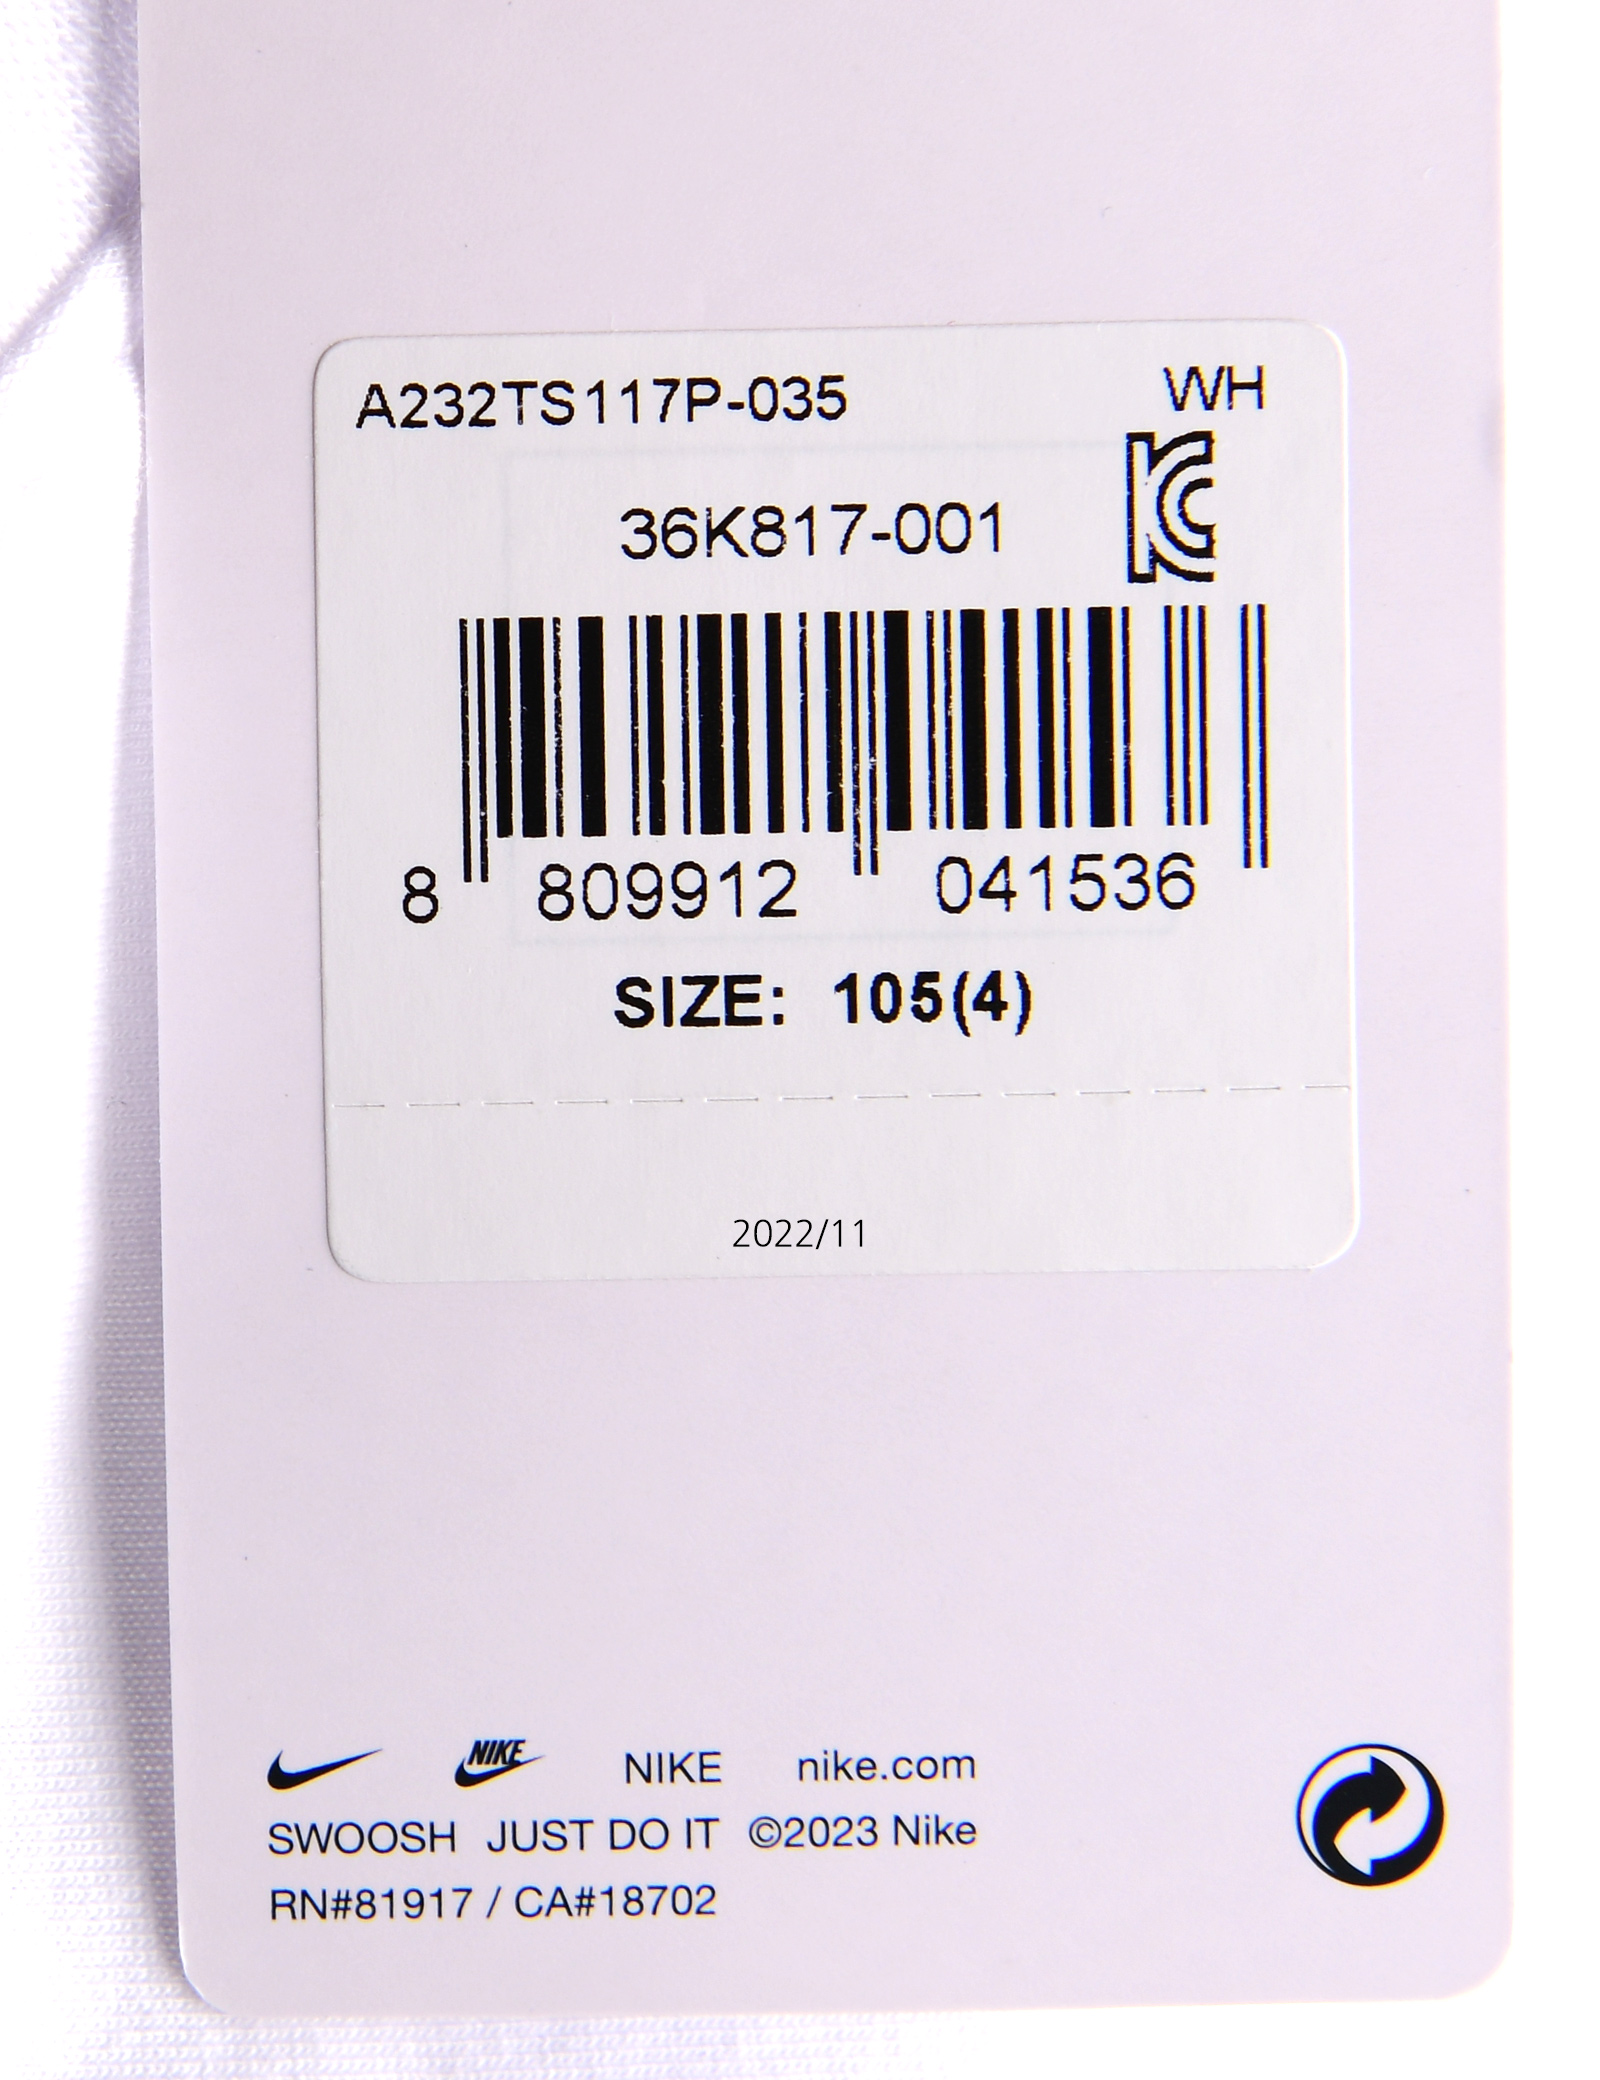 A232TS117P-035 WH
36K817-001
8 809912 041536
SIZE: 105(4)
2022/11
NIKE NIKE nike.com
SWOOSH JUST DO IT ©2023 Nike
RN#81917 / CA#18702